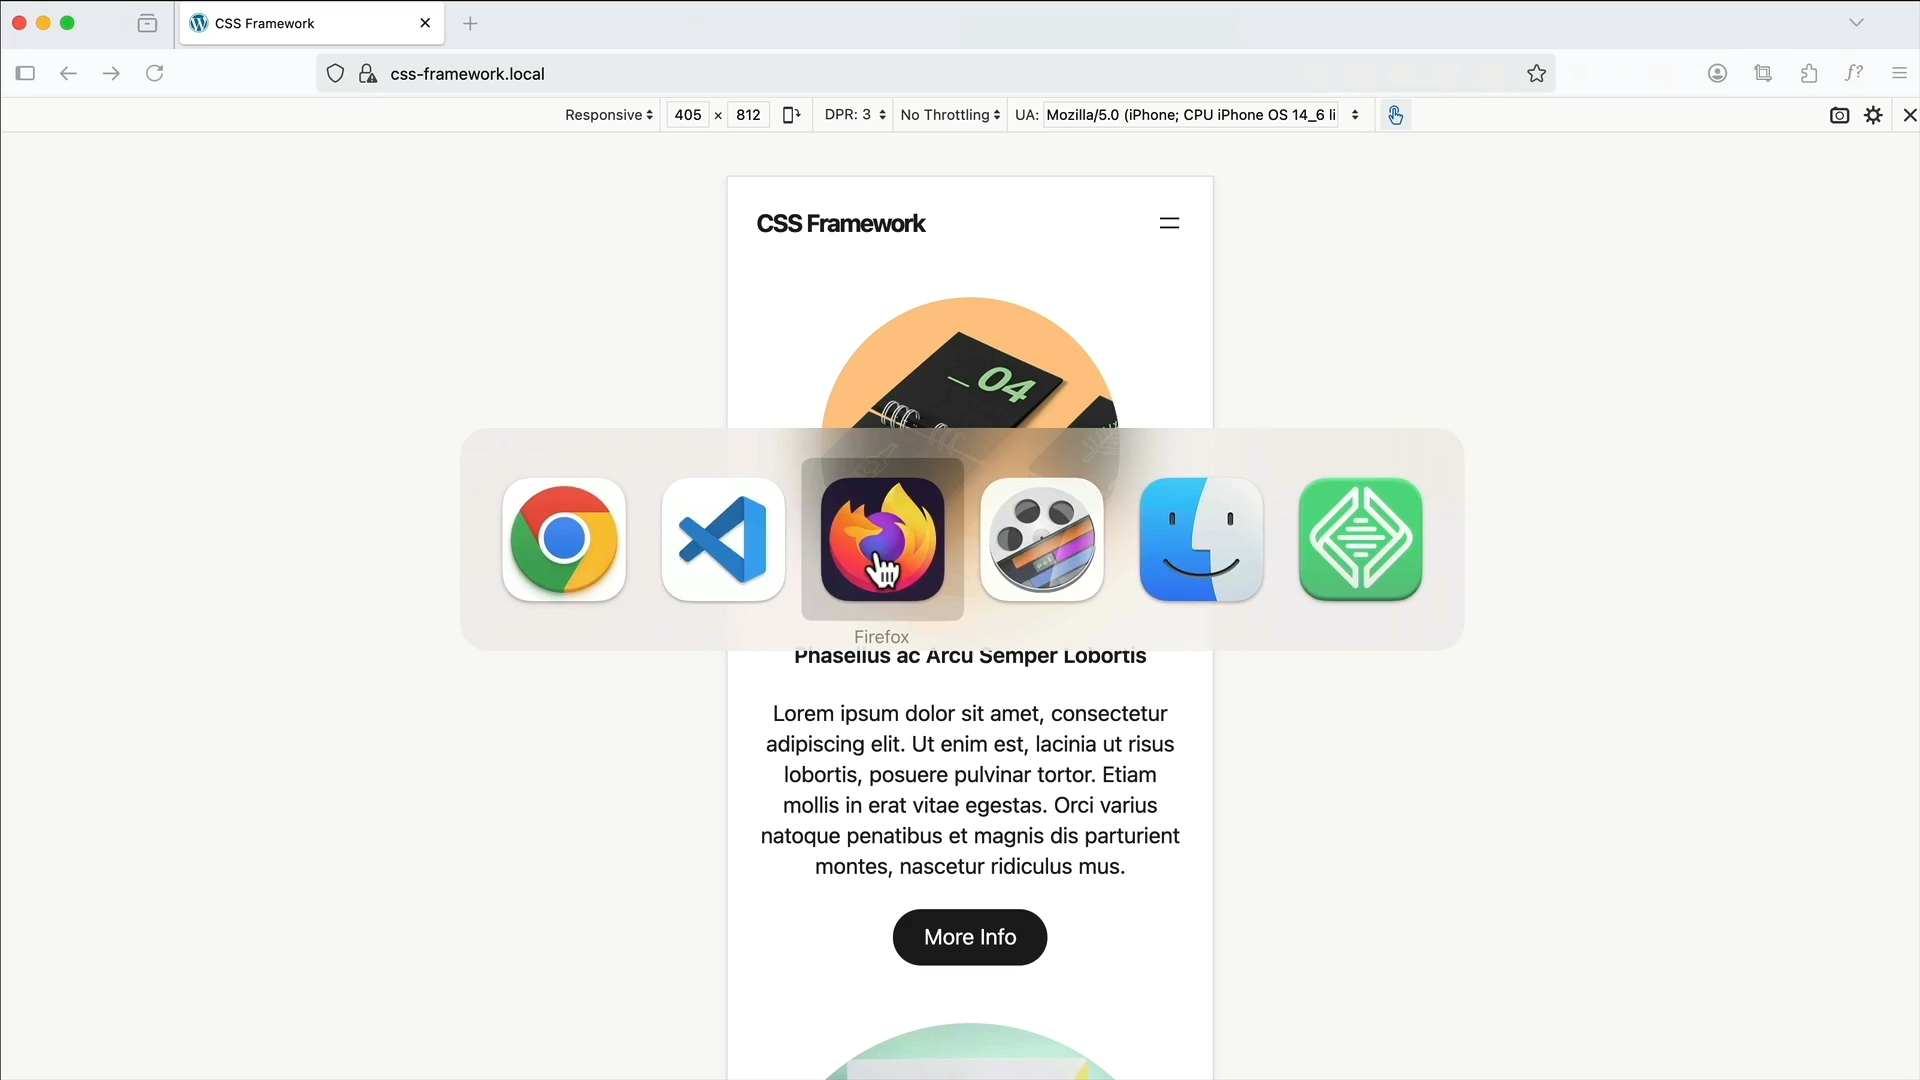 CSS Framework
css-framework.local
Responsive 405 × 812 DPR: 3 No Throttling UA: Mozilla/5.0 (iPhone; CPU iPhone OS 14_6 li
CSS Framework
04
Firefox
Phasellus ac Arcu Semper Lobortis
Lorem ipsum dolor sit amet, consectetur
adipiscing elit. Ut enim est, lacinia ut risus
lobortis, posuere pulvinar tortor. Etiam
mollis in erat vitae egestas. Orci varius
natoque penatibus et magnis dis parturient
montes, nascetur ridiculus mus.
More Info